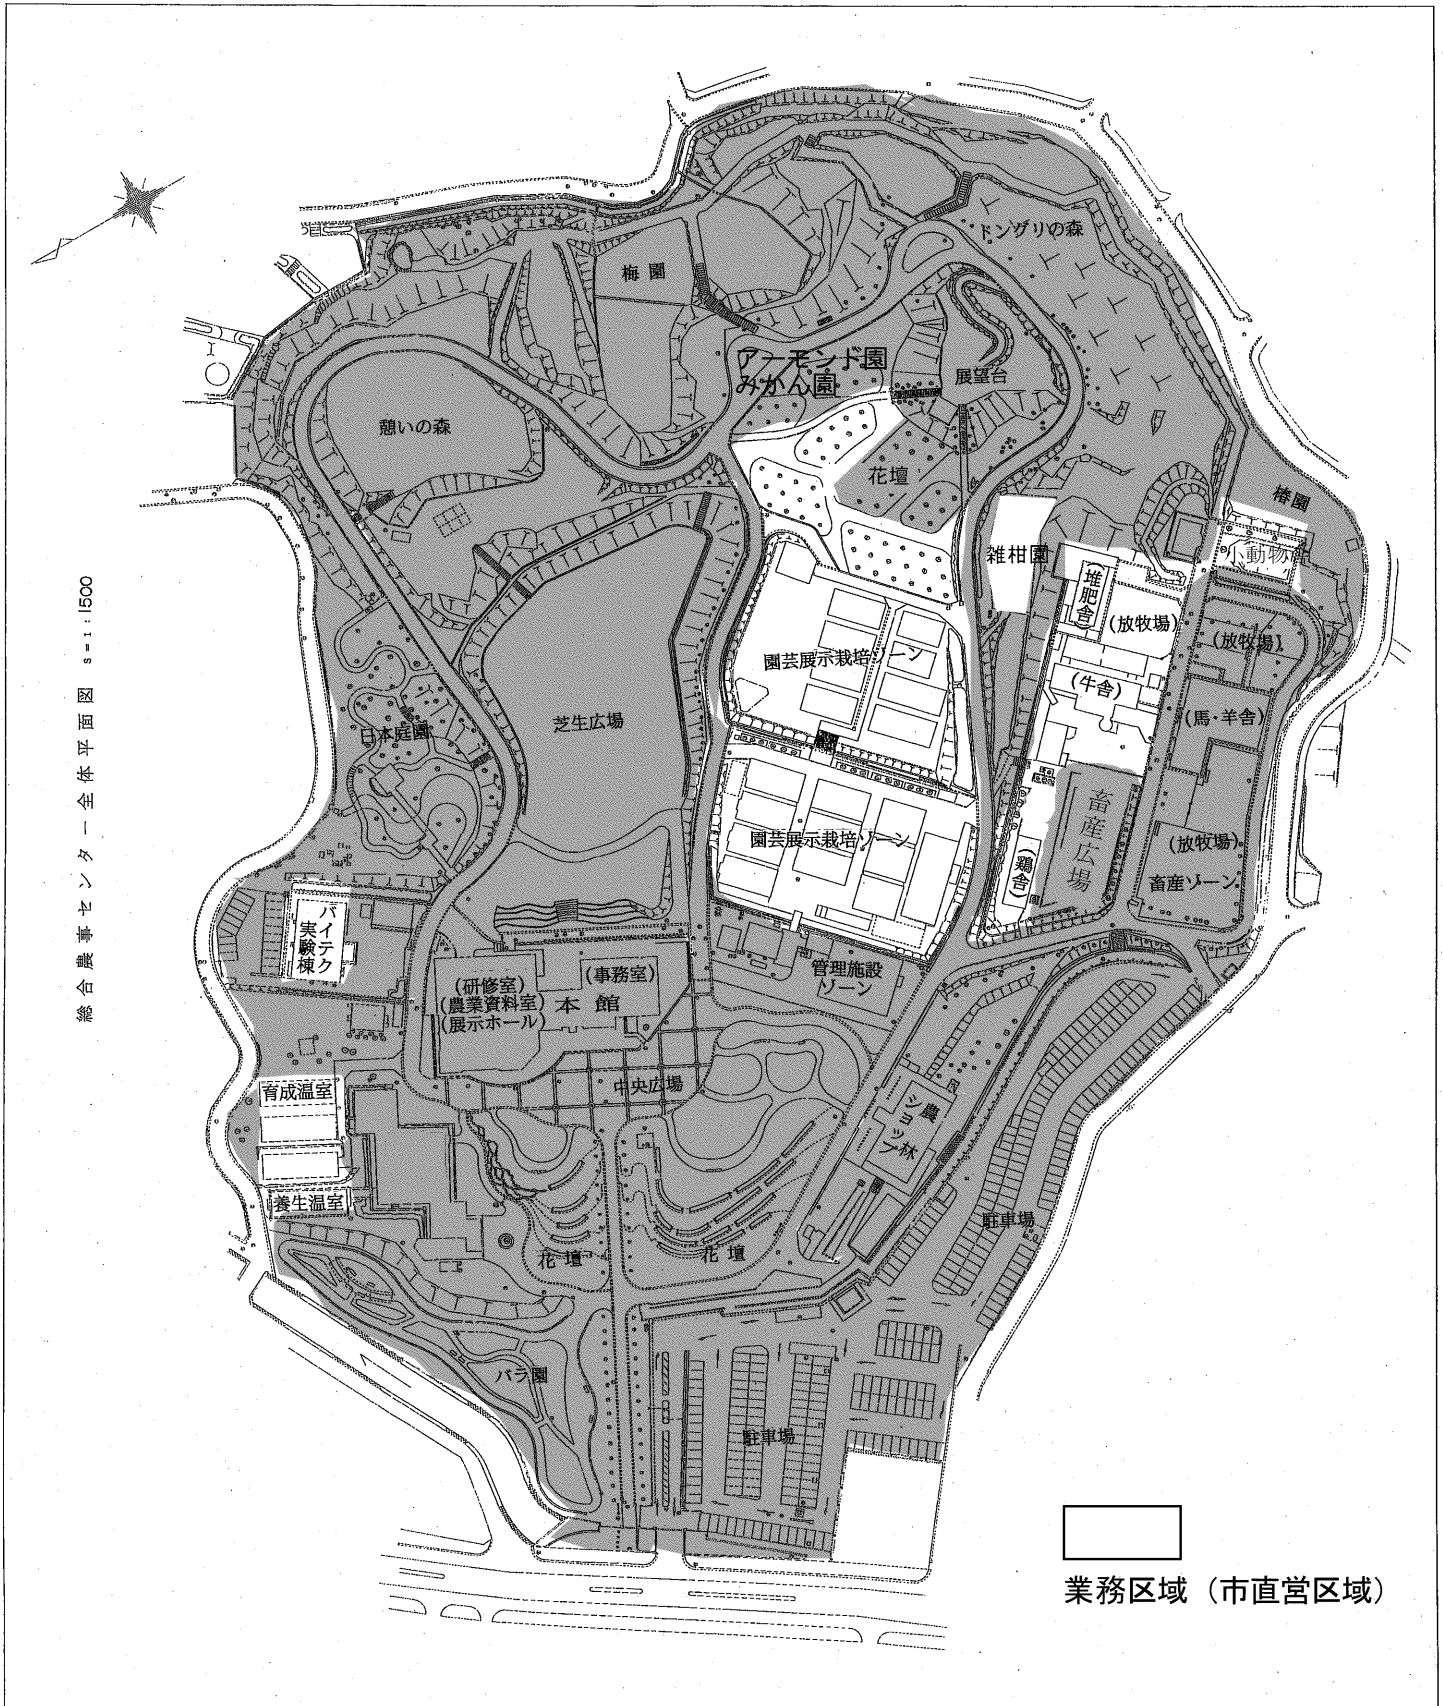 総合農事センター全体平面図 S=1:1500
ドングリの森
梅園
アーモンド園
みかん園
展望台
憩いの森
花壇
椿園
雑柑園
小動物
(堆肥舎)
(放牧場)
(放牧場)
園芸展示栽培ゾーン
(牛舎)
(馬・羊舎)
芝生広場
日本庭園
畜産広場
園芸展示栽培ゾーン
(放牧場)
(鶏舎)
畜産ゾーン
バイテク
実験棟
管理施設
ゾーン
(事務室)
(研修室)
(農業資料室)
(展示ホール)
本館
中央広場
育成温室
農林
ショップ
養生温室
駐車場
花壇
花壇
バラ園
駐車場
業務区域(市直営区域)